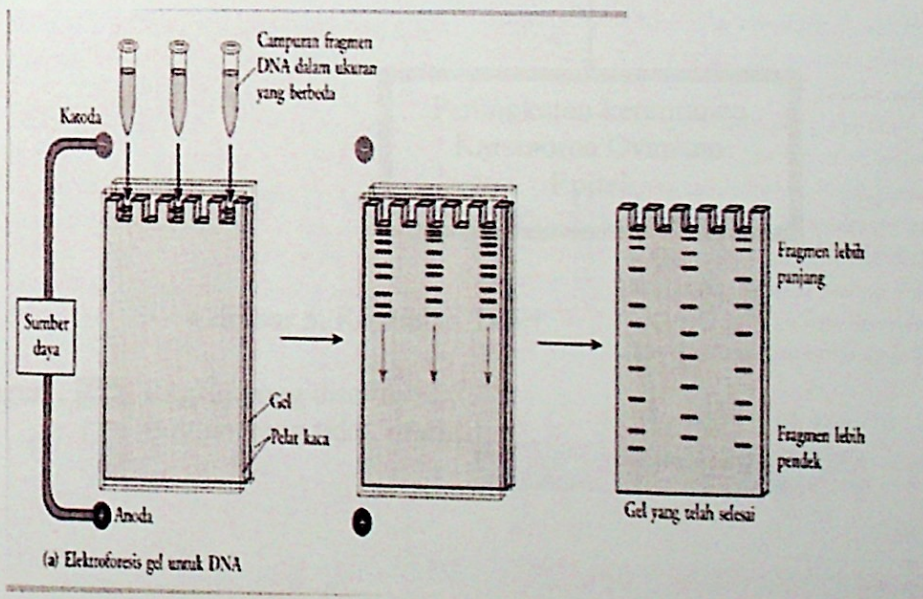 Campuran fragmen
DNA dalam ukuran
yang berbeda
Katoda
Sumber
daya
Gel
Pelat kaca
Anoda
Fragmen lebih
panjang
Fragmen lebih
pendek
Gel yang telah selesai
(a) Elektroforesis gel untuk DNA